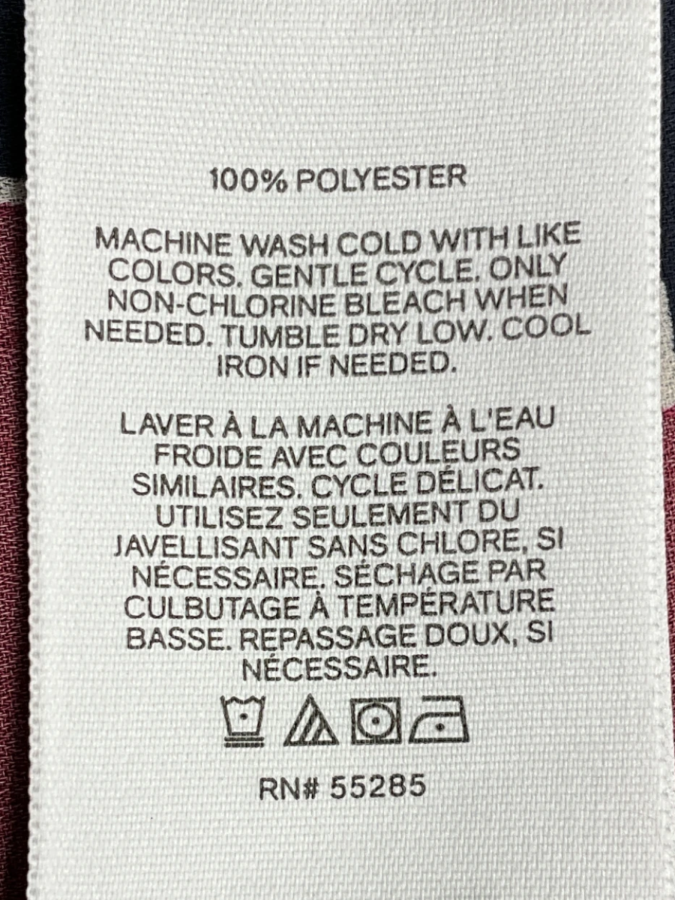 100% POLYESTER
MACHINE WASH COLD WITH LIKE
COLORS. GENTLE CYCLE. ONLY
NON-CHLORINE BLEACH WHEN
NEEDED. TUMBLE DRY LOW. COOL
IRON IF NEEDED.
LAVER À LA MACHINE À L'EAU
FROIDE AVEC COULEURS
SIMILAIRES. CYCLE DÉLICAT.
UTILISEZ SEULEMENT DU
JAVELLISANT SANS CHLORE, SI
NÉCESSAIRE. SÉCHAGE PAR
CULBUTAGE À TEMPÉRATURE
BASSE. REPASSAGE DOUX, SI
NÉCESSAIRE.
RN# 55285